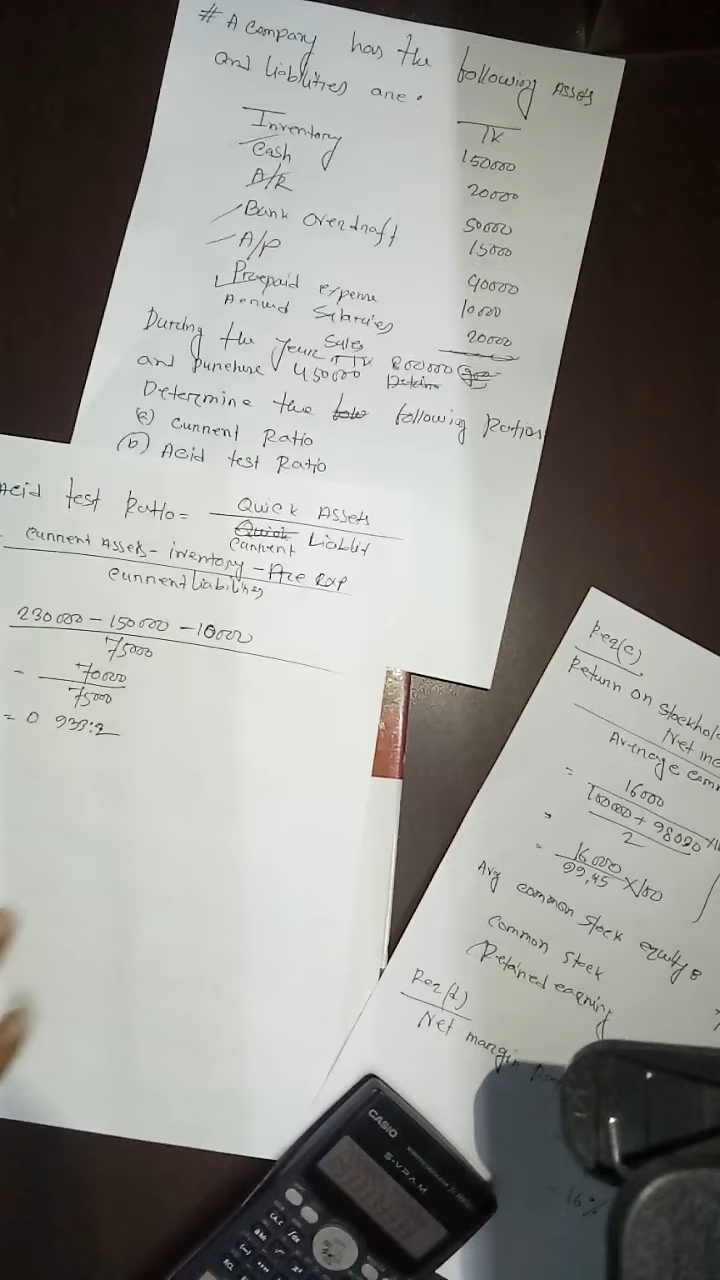 # A company has the following Assets
and liabilities are.
TK
Inventory 150000
Cash 20000
A/R 50000
Bank overdraft 15000
A/P 40000
Prepaid expense 10000
Accrued Salaries 20000
During the year Sales TK 800000
and purchase 450000
Determine the following Ratios
(a) Current Ratio
(b) Acid test Ratio
Acid test Ratio = Quick Assets
Current Liablit
Current Assets - inventory - Pre exp
Current liabilities
230000 - 150000 - 10000
75000
= 70000
75000
= 0
Req(c)
Return on Stockhol
Net inc
Average com
= 16000
100000 + 98020
2
= 16000 × 100
99,45
Avg common stock equity =
common stock
Retained earning
Req(d)
Net margin
16%
CASIO
S-V.P.A.M.